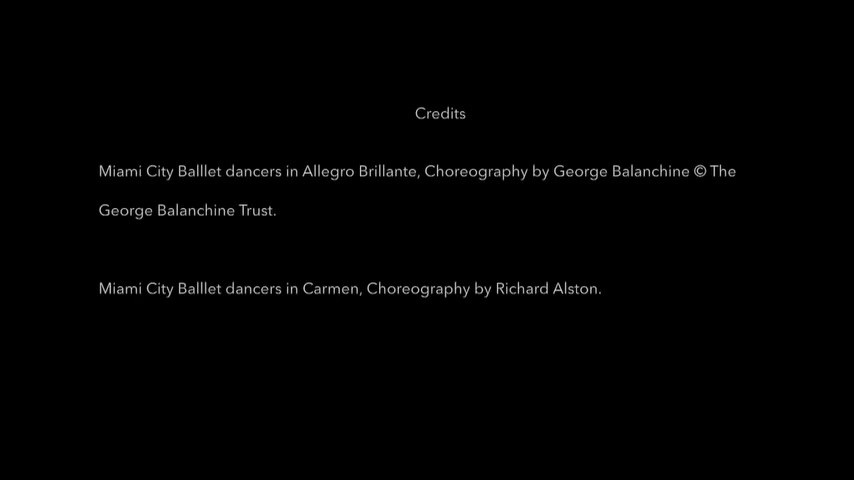 Credits
Miami City Balllet dancers in Allegro Brillante, Choreography by George Balanchine © The
George Balanchine Trust.
Miami City Balllet dancers in Carmen, Choreography by Richard Alston.